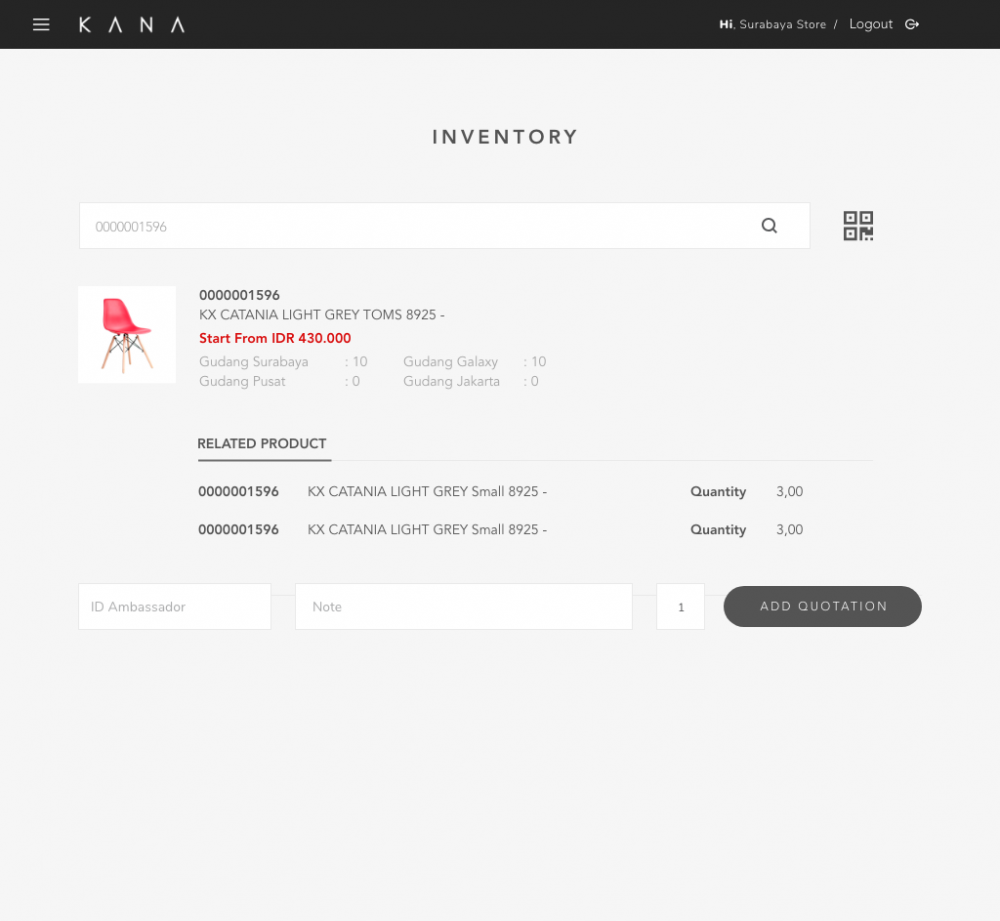 KANA
Hi, Surabaya Store / Logout
INVENTORY
0000001596
0000001596
KX CATANIA LIGHT GREY TOMS 8925 -
Start From IDR 430.000
Gudang Surabaya : 10 Gudang Galaxy : 10
Gudang Pusat : 0 Gudang Jakarta : 0
RELATED PRODUCT
0000001596 KX CATANIA LIGHT GREY Small 8925 - Quantity 3,00
0000001596 KX CATANIA LIGHT GREY Small 8925 - Quantity 3,00
ID Ambassador Note 1 ADD QUOTATION